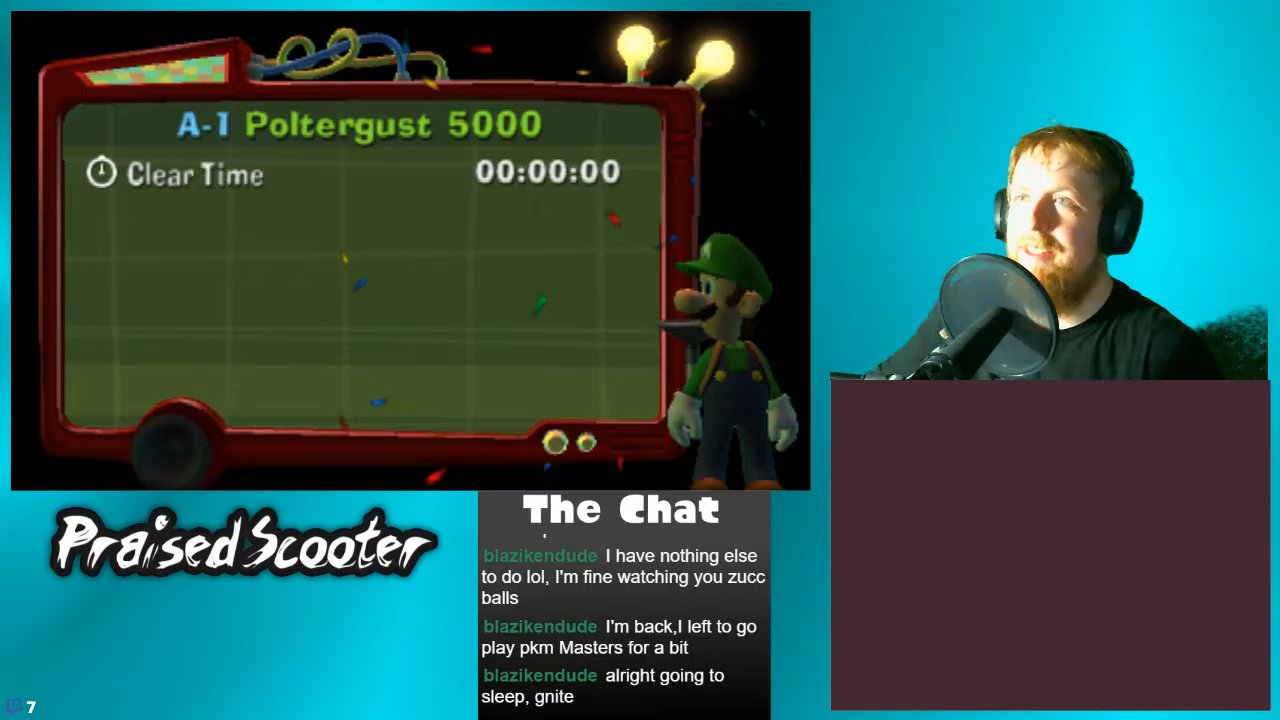 A-1 Poltergust 5000
Clear Time 00:00:00
Praised Scooter
The Chat
blazikendude I have nothing else
to do lol, I'm fine watching you zucc
balls
blazikendude I'm back,I left to go
play pkm Masters for a bit
blazikendude alright going to
sleep, gnite
7